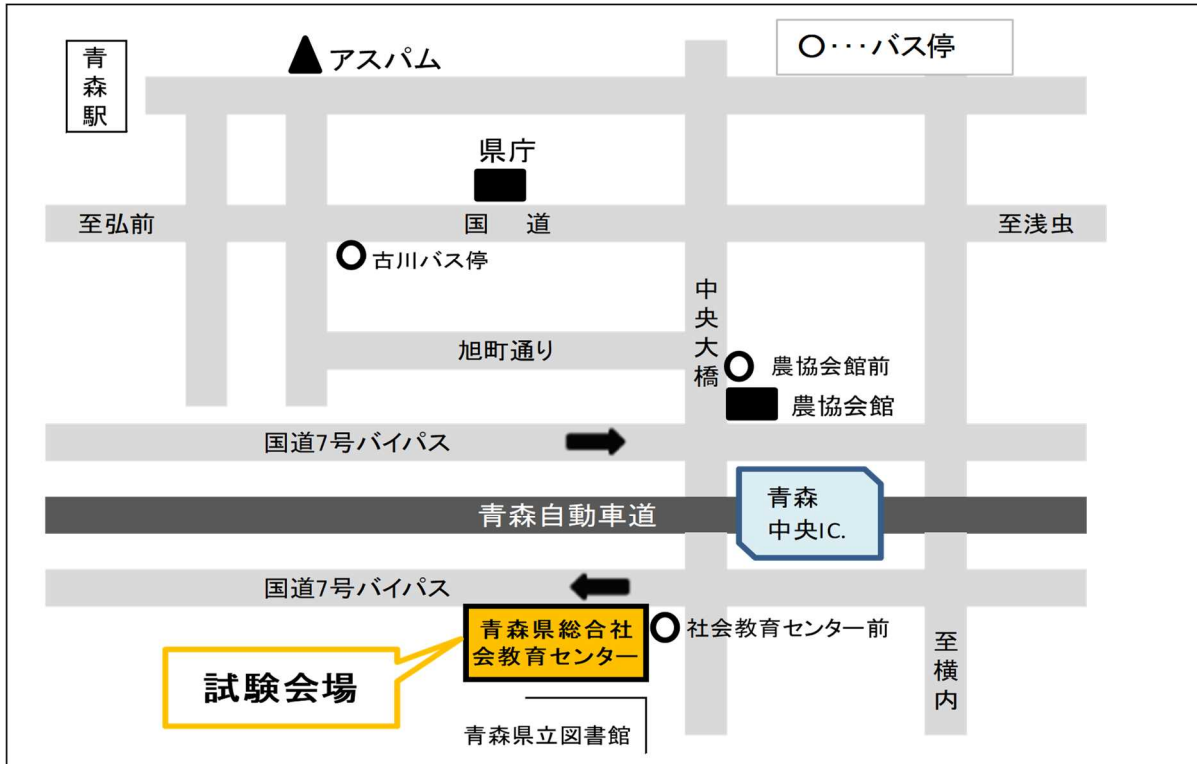 青森駅
アスパム
○・・・バス停
県庁
至弘前
国　道
至浅虫
古川バス停
中央大橋
旭町通り
農協会館前
農協会館
国道7号バイパス
青森自動車道
青森
中央IC.
国道7号バイパス
青森県総合社
会教育センター
社会教育センター前
至横内
試験会場
青森県立図書館